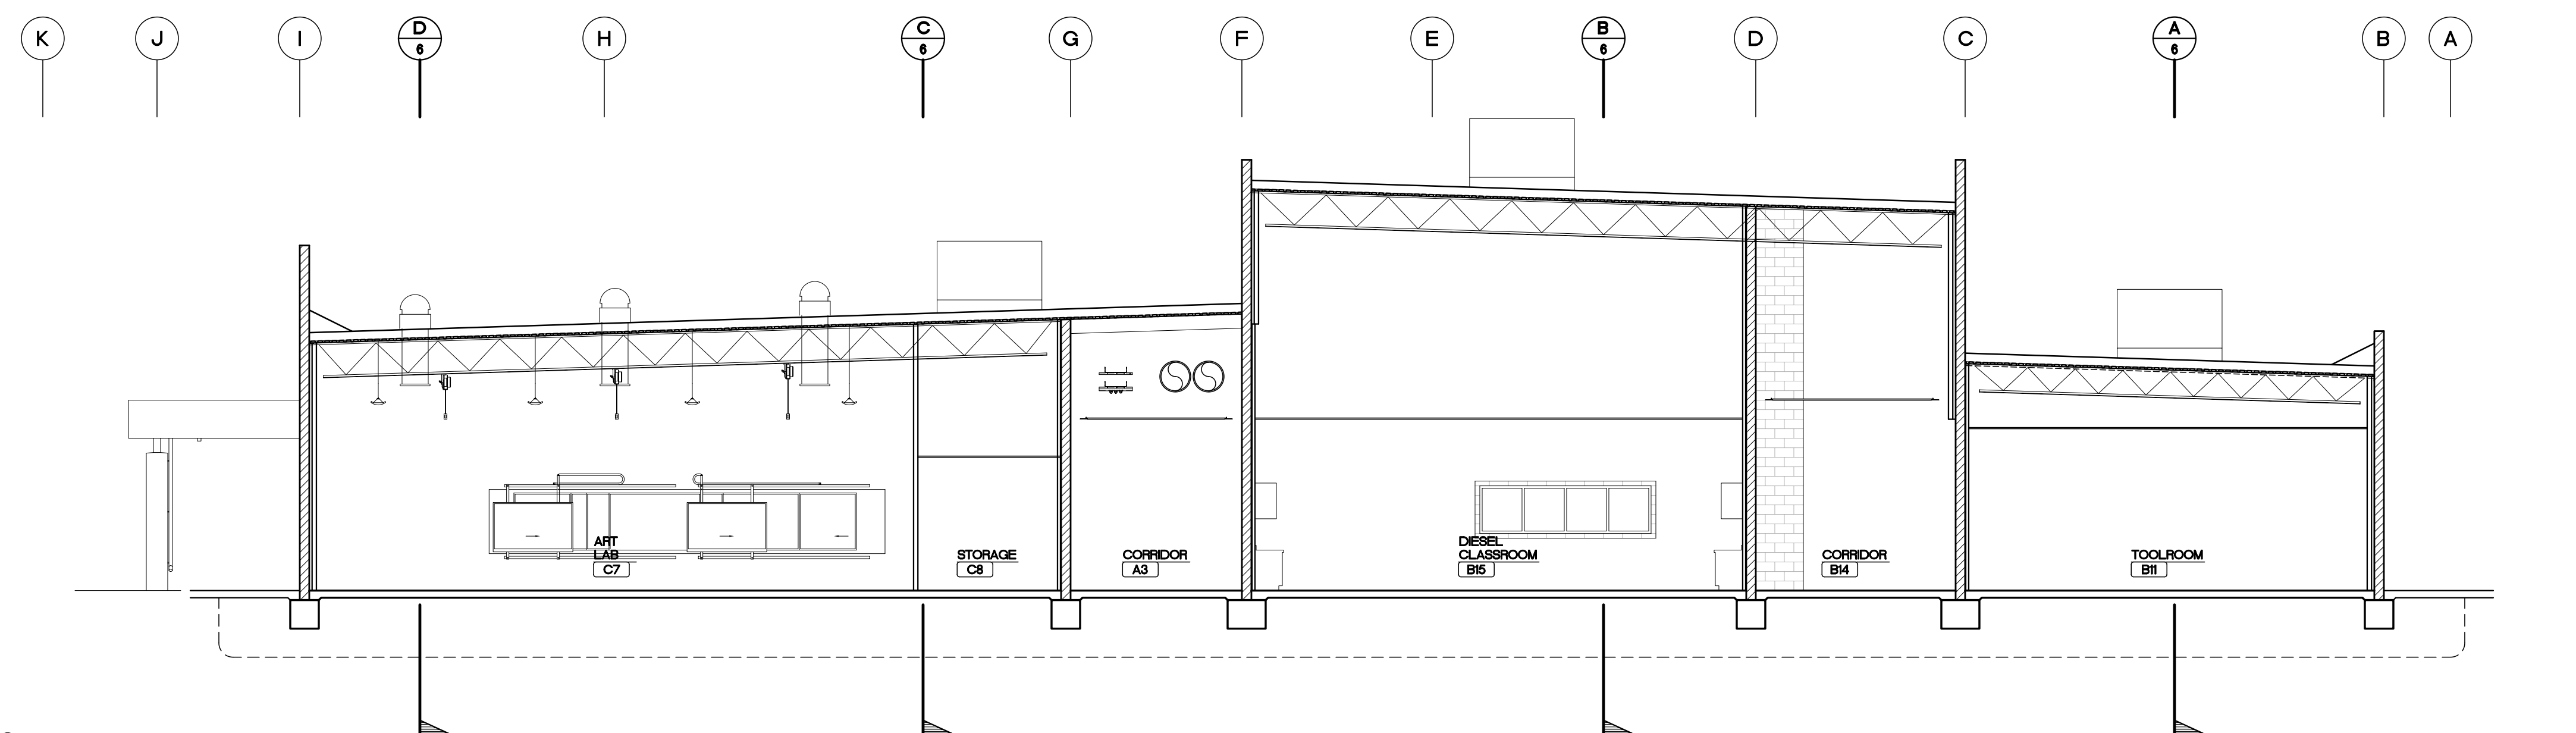 K J I D H C G F E B D C A B A
6 6 6 6
ART
LAB
C7
STORAGE
C8
CORRIDOR
A3
DIESEL
CLASSROOM
B15
CORRIDOR
B14
TOOLROOM
B11